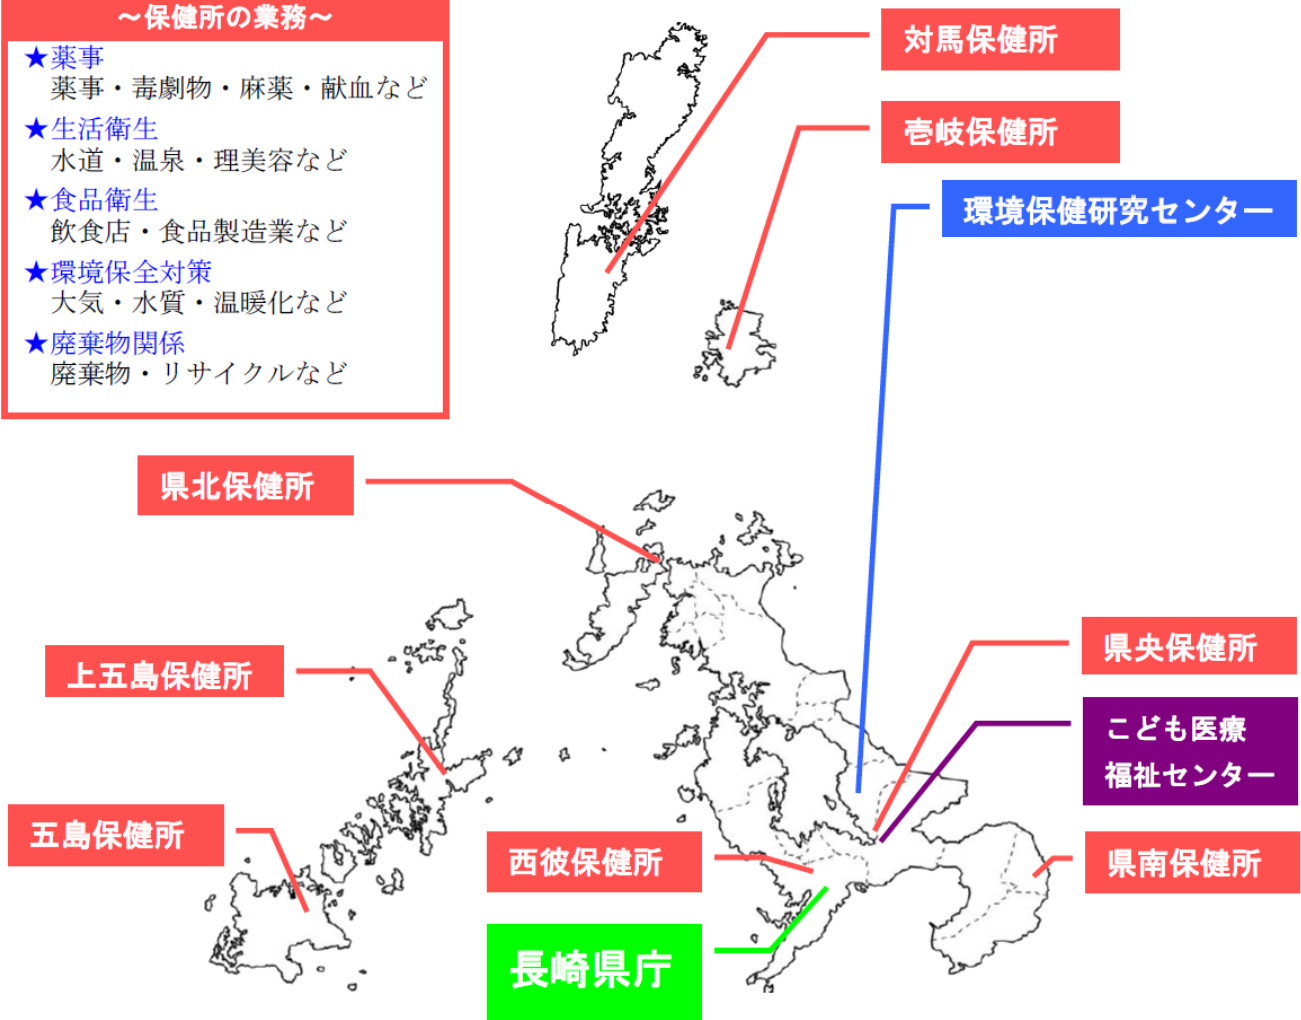 ～保健所の業務～
★薬事
薬事・毒劇物・麻薬・献血など
★生活衛生
水道・温泉・理美容など
★食品衛生
飲食店・食品製造業など
★環境保全対策
大気・水質・温暖化など
★廃棄物関係
廃棄物・リサイクルなど
対馬保健所
壱岐保健所
環境保健研究センター
県北保健所
上五島保健所
五島保健所
県央保健所
こども医療
福祉センター
西彼保健所
県南保健所
長崎県庁